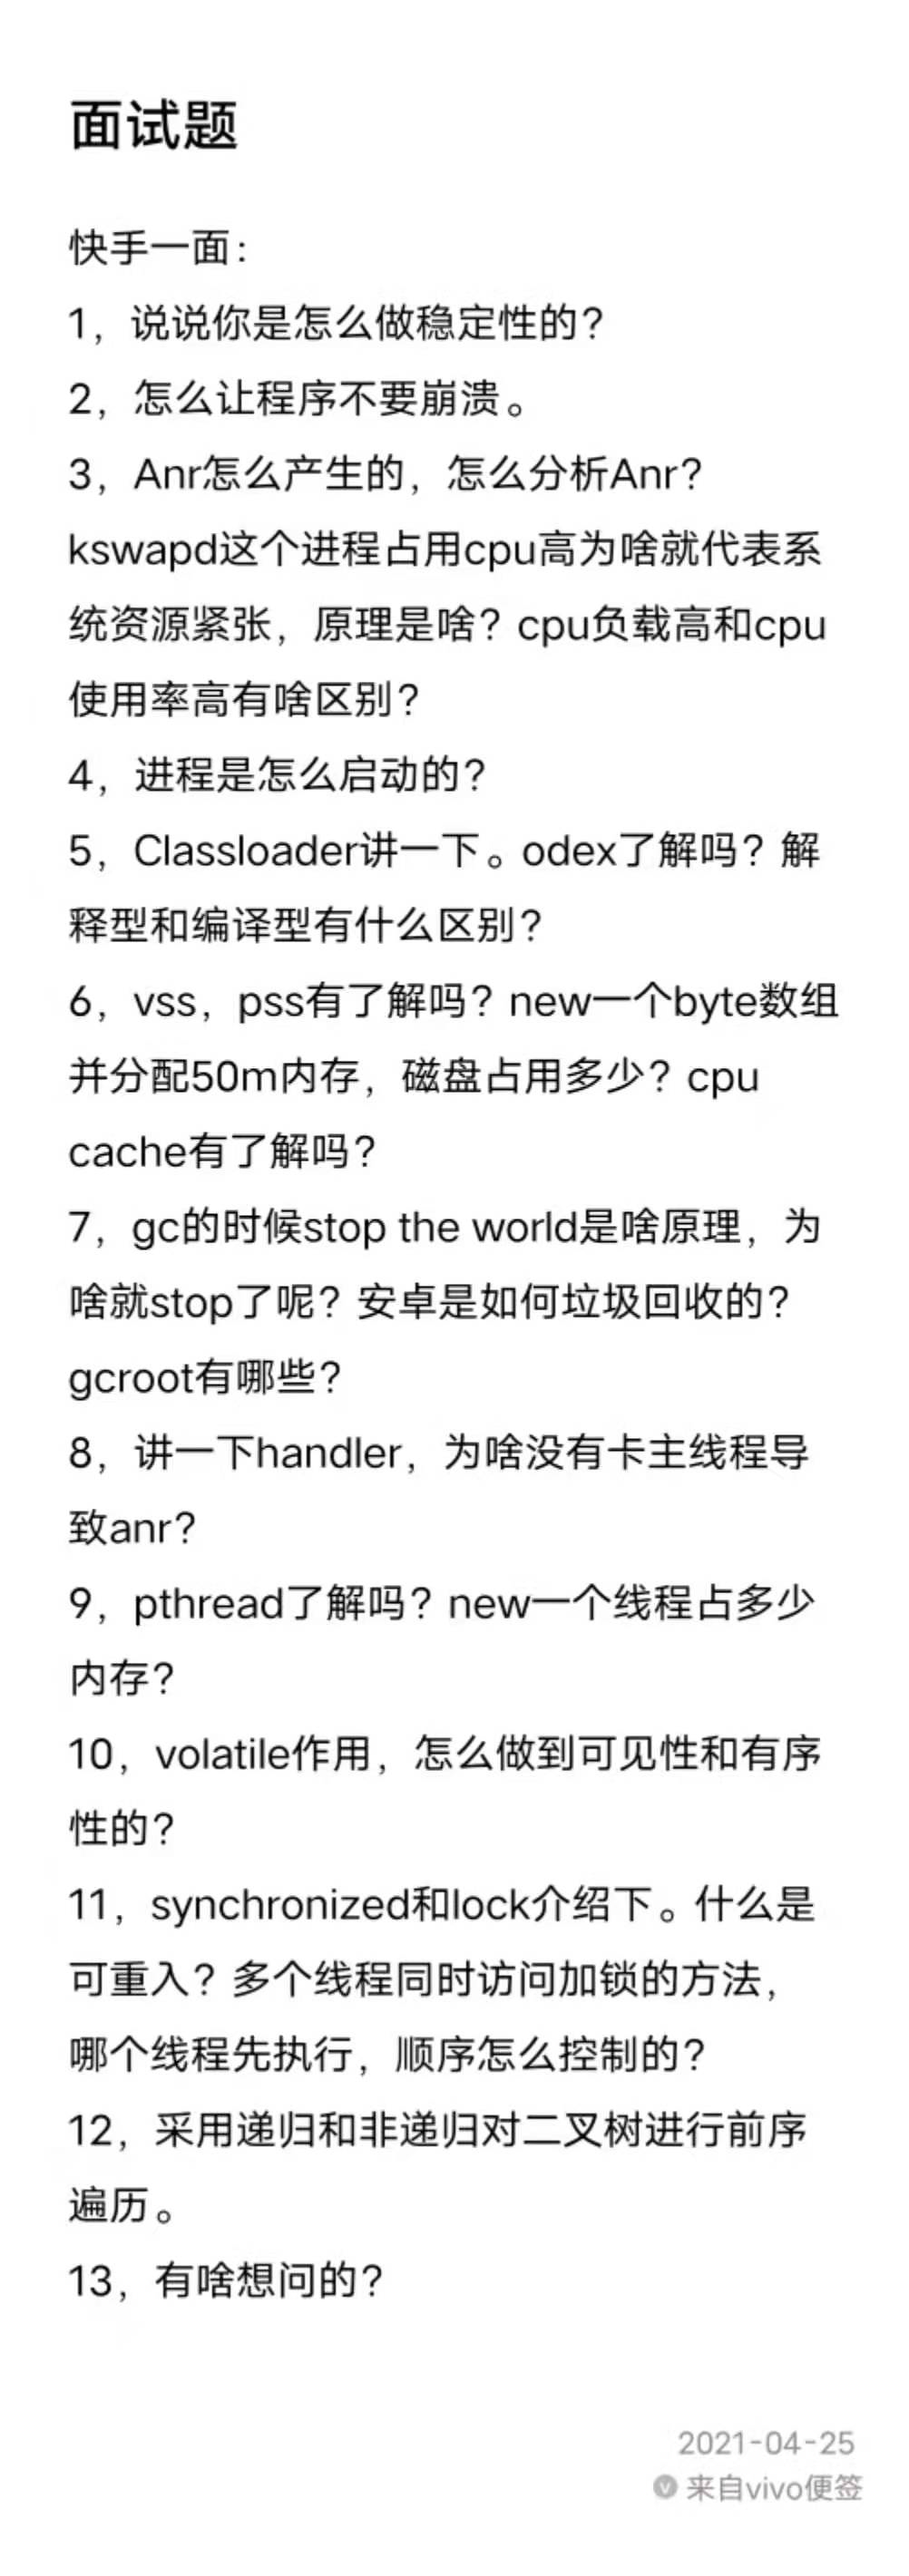 面试题
快手一面：
1，说说你是怎么做稳定性的？
2，怎么让程序不要崩溃。
3，Anr怎么产生的，怎么分析Anr？
kswapd这个进程占用cpu高为啥就代表系
统资源紧张，原理是啥？cpu负载高和cpu
使用率高有啥区别？
4，进程是怎么启动的？
5，Classloader讲一下。odex了解吗？解
释型和编译型有什么区别？
6，vss，pss有了解吗？new一个byte数组
并分配50m内存，磁盘占用多少？cpu
cache有了解吗？
7，gc的时候stop the world是啥原理，为
啥就stop了呢？安卓是如何垃圾回收的？
gcroot有哪些？
8，讲一下handler，为啥没有卡主线程导
致anr？
9，pthread了解吗？new一个线程占多少
内存？
10，volatile作用，怎么做到可见性和有序
性的？
11，synchronized和lock介绍下。什么是
可重入？多个线程同时访问加锁的方法，
哪个线程先执行，顺序怎么控制的？
12，采用递归和非递归对二叉树进行前序
遍历。
13，有啥想问的？
2021-04-25
来自vivo便签